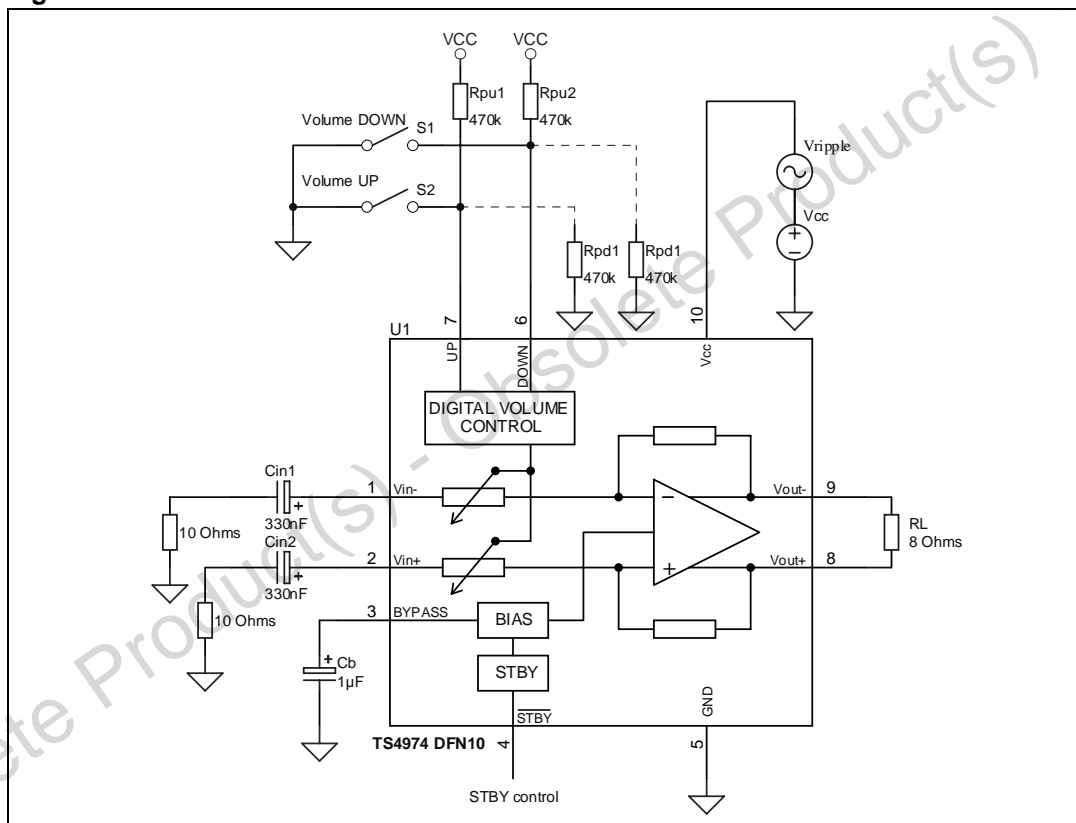 VCC
VCC
Rpu1
470k
Rpu2
470k
Volume DOWN
S1
Volume UP
S2
Vripple
Vcc
Rpd1
470k
Rpd1
470k
U1
7
6
10
UP
DOWN
Vcc
DIGITAL VOLUME
CONTROL
Cin1
330nF
1
Vin-
Vout-
9
10 Ohms
Cin2
330nF
2
Vin+
Vout+
8
RL
8 Ohms
10 Ohms
3
BYPASS
BIAS
Cb
1µF
STBY
STBY
GND
TS4974 DFN10
4
5
STBY control
Obsolete Product(s) - Obsolete Product(s)